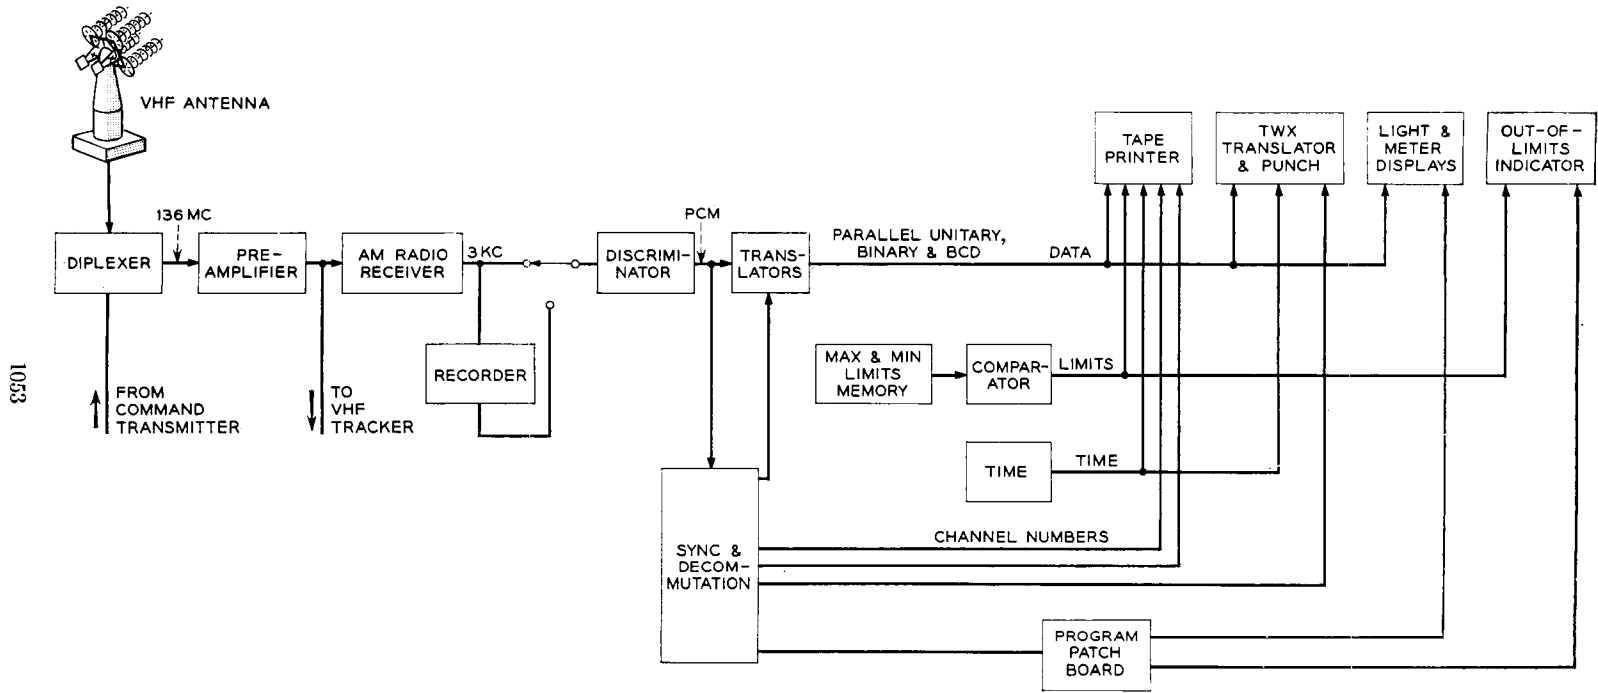 VHF ANTENNA
DIPLEXER
136 MC
PRE-
AMPLIFIER
AM RADIO
RECEIVER
3 KC
RECORDER
DISCRIMI-
NATOR
PCM
TRANS-
LATORS
PARALLEL UNITARY,
BINARY & BCD
DATA
TAPE
PRINTER
TWX
TRANSLATOR
& PUNCH
LIGHT &
METER
DISPLAYS
OUT-OF-
LIMITS
INDICATOR
FROM
COMMAND
TRANSMITTER
TO
VHF
TRACKER
MAX & MIN
LIMITS
MEMORY
COMPAR-
ATOR
LIMITS
TIME
TIME
SYNC &
DECOM-
MUTATION
CHANNEL NUMBERS
PROGRAM
PATCH
BOARD
1053